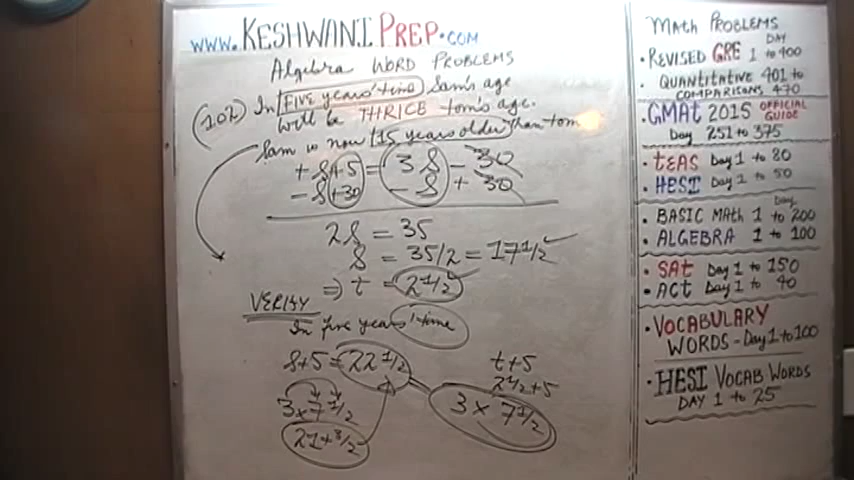 www.KESHWANI PREP.COM
Algebra WORD PROBLEMS
(102) In FIVE years' time Sam's age
will be THRICE tom's age.
Sam is now 15 years older than tom
+ S + 5 = 3S - 30
- S + 30 - S + 30
2S = 35
S = 35/2 = 17 1/2
⇒ t = 2 1/2
VERIFY
In five years' time
S+5 = 22 1/2
t+5
2 1/2 + 5
3 x 7 1/2
3 x 7 1/2
21 + 3/2
Math PROBLEMS
• REVISED GRE DAY 1 to 400
• QUANTITATIVE 401 to
COMPARISONS 470
• GMAt 2015 OFFICIAL GUIDE
Day 251 to 375
• tEAS Day 1 to 80
• HESI Day 1 to 50
• BASIC Math Day 1 to 200
• ALGEBRA 1 to 100
• SAt Day 1 to 150
• ACt Day 1 to 40
• VOCABULARY
WORDS - Day 1 to 100
• HESI VOCAB WORDS
DAY 1 to 25